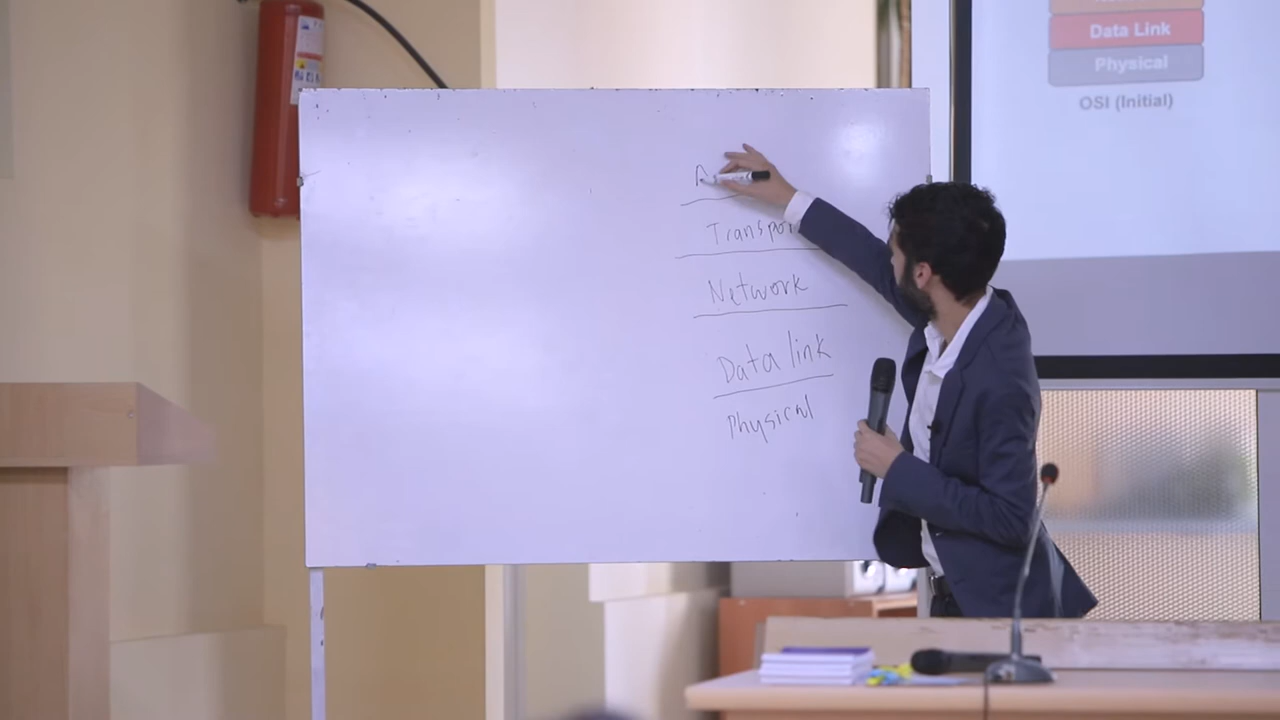 Data Link
Physical
OSI (Initial)
A
Transpor
Network
Data link
Physical